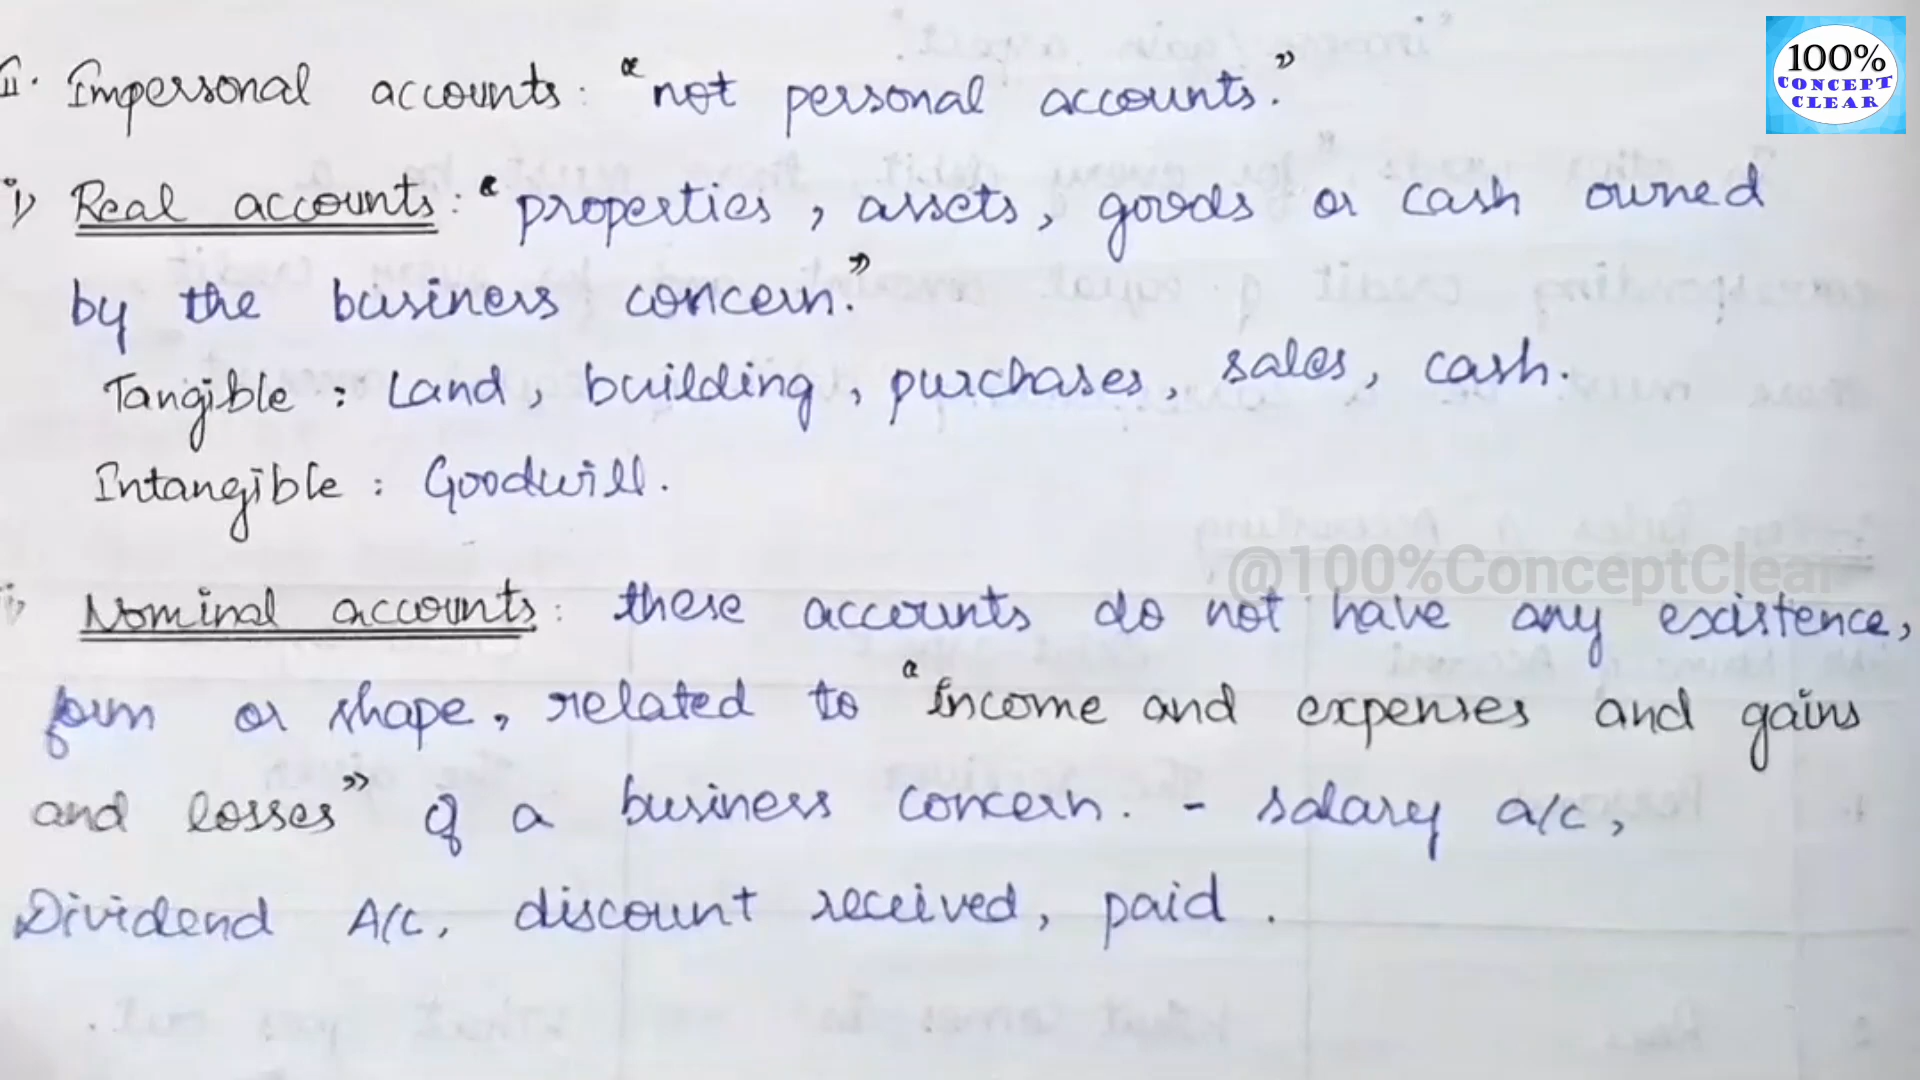 II. Impersonal accounts: "not personal accounts."
i) Real accounts: "properties, assets, goods or cash owned
by the business concern."
Tangible: Land, building, purchases, sales, cash.
Intangible: Goodwill.
Nominal accounts: these accounts do not have any existence,
form or shape, related to "income and expenses and gains
and losses" of a business concern. - salary a/c,
Dividend A/c, discount received, paid.
100%
CONCEPT
CLEAR
@100%ConceptClear